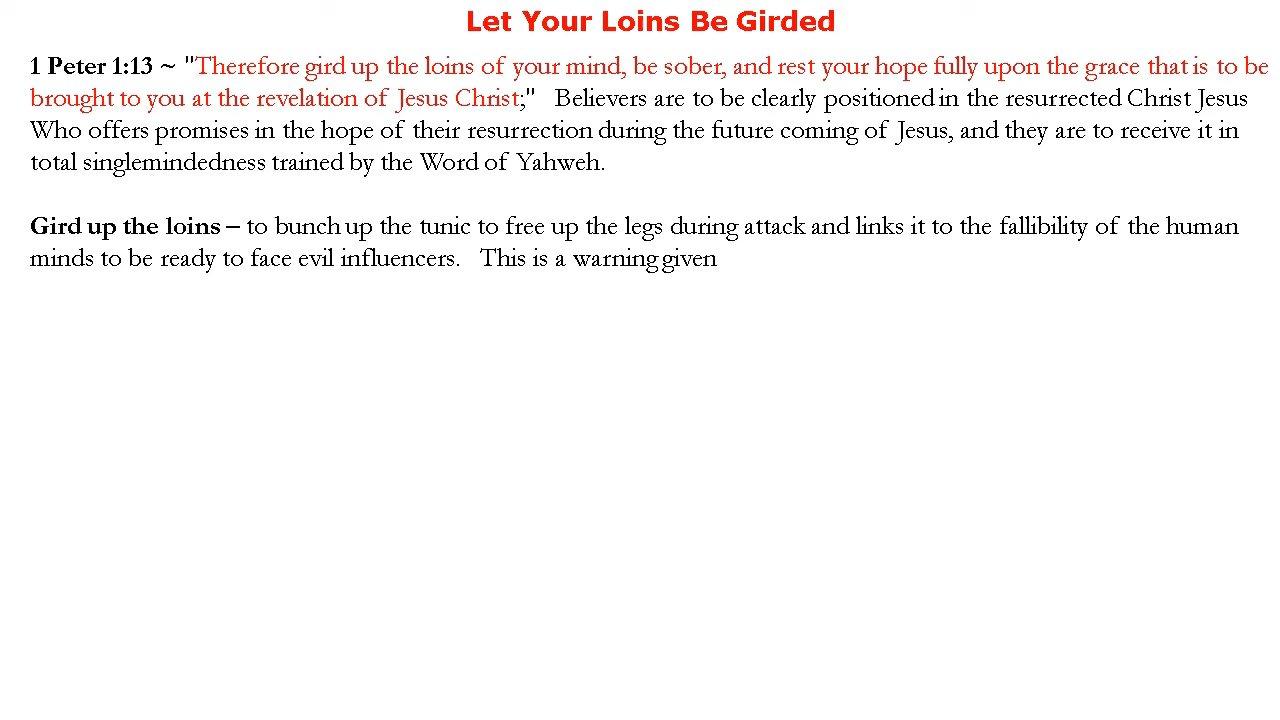 Let Your Loins Be Girded
1 Peter 1:13 ~ "Therefore gird up the loins of your mind, be sober, and rest your hope fully upon the grace that is to be
brought to you at the revelation of Jesus Christ;" Believers are to be clearly positioned in the resurrected Christ Jesus
Who offers promises in the hope of their resurrection during the future coming of Jesus, and they are to receive it in
total singlemindedness trained by the Word of Yahweh.
Gird up the loins – to bunch up the tunic to free up the legs during attack and links it to the fallibility of the human
minds to be ready to face evil influencers. This is a warning given